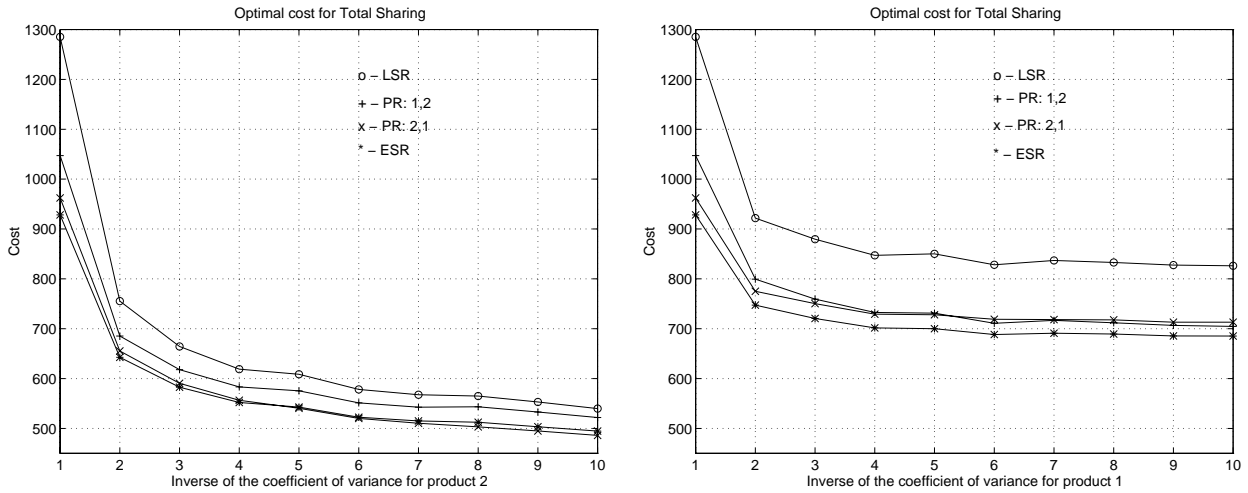 Optimal cost for Total Sharing
1300
1200
1100
1000
900
800
700
600
500
Cost
o – LSR
+ – PR: 1,2
x – PR: 2,1
* – ESR
1 2 3 4 5 6 7 8 9 10
Inverse of the coefficient of variance for product 2
Optimal cost for Total Sharing
1300
1200
1100
1000
900
800
700
600
500
Cost
o – LSR
+ – PR: 1,2
x – PR: 2,1
* – ESR
1 2 3 4 5 6 7 8 9 10
Inverse of the coefficient of variance for product 1